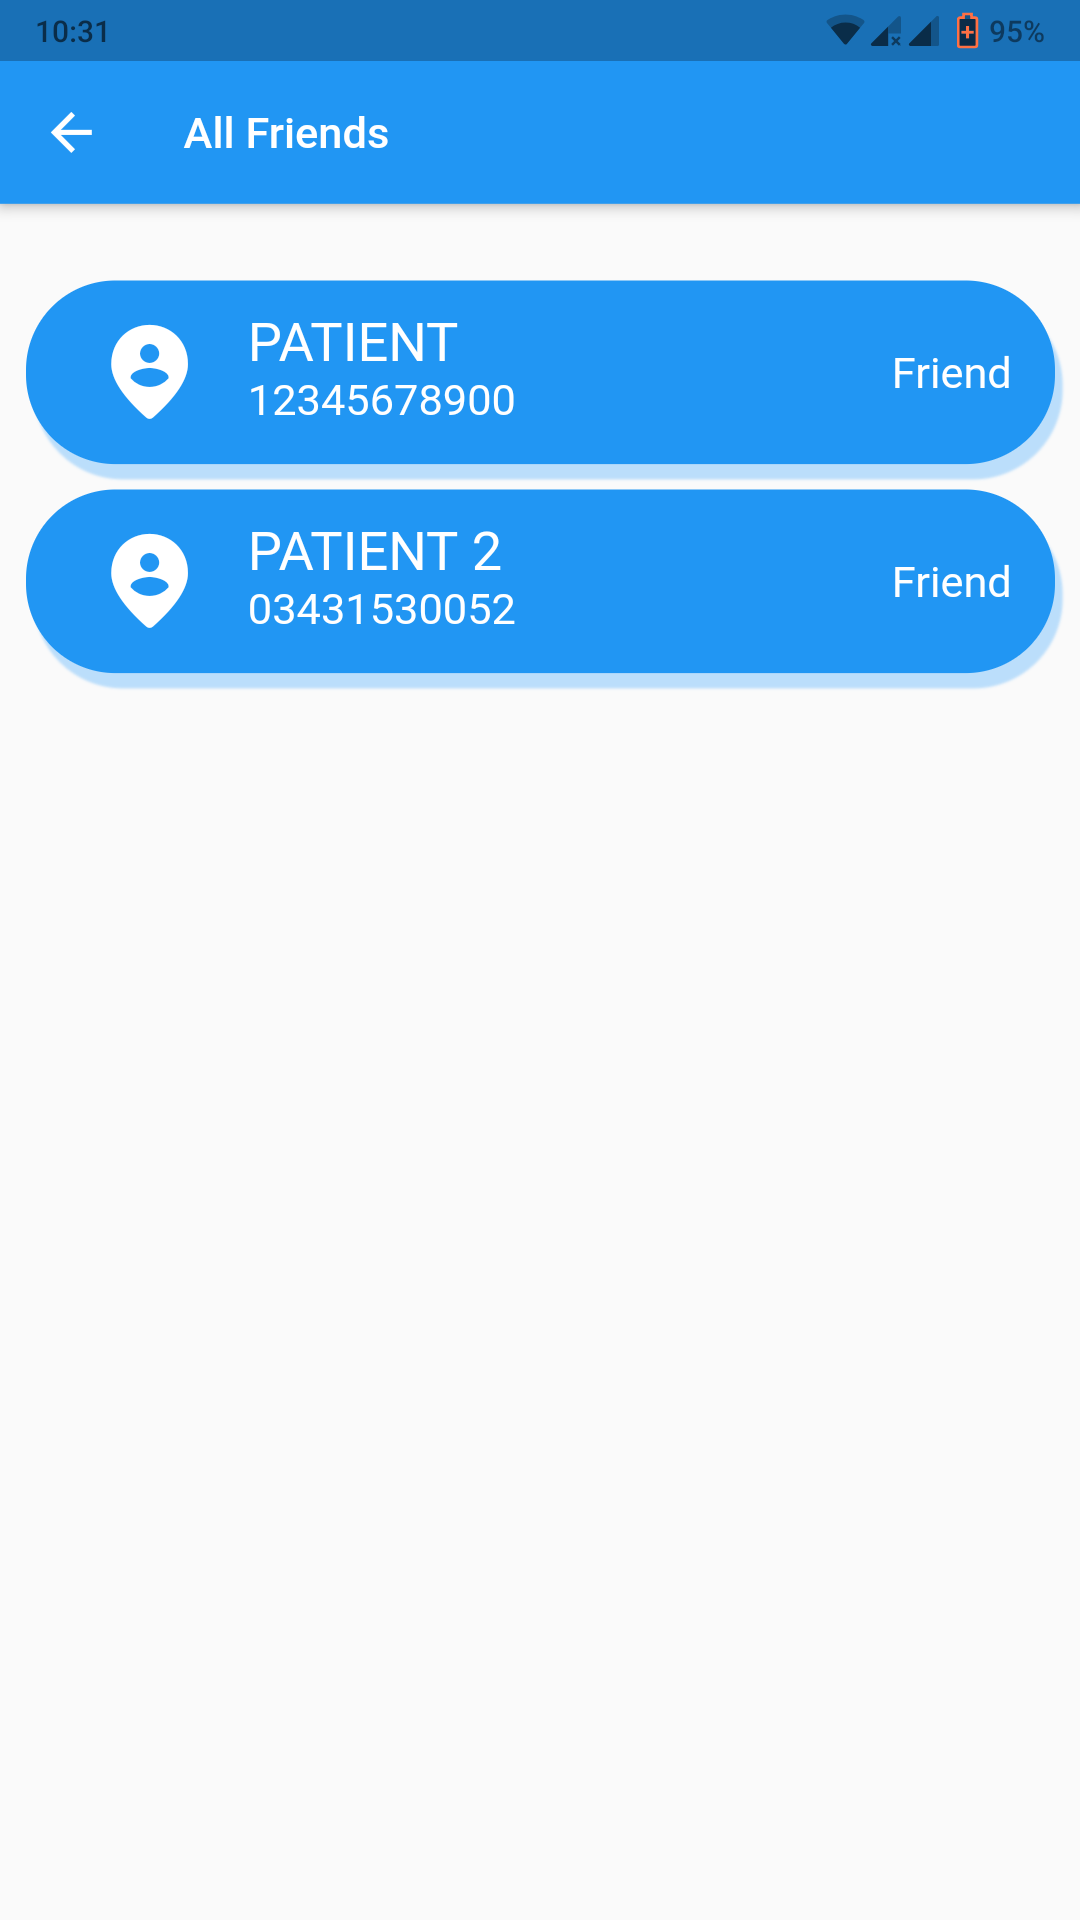 10:31
95%
All Friends
PATIENT
12345678900
Friend
PATIENT 2
03431530052
Friend